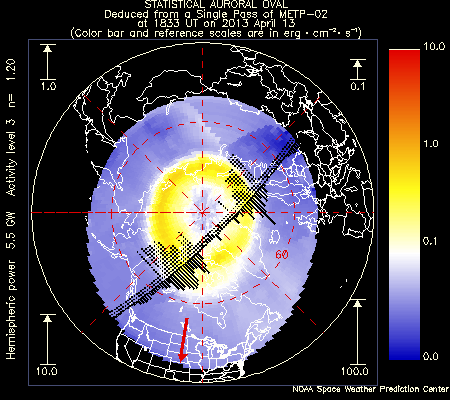 STATISTICAL AURORAL OVAL
Deduced from a Single Pass of METP-02
at 1833 UT on 2013 April 13
(Color bar and reference scales are in erg · cm⁻² · s⁻¹)
Hemispheric power 5.5 GW Activity level 3 n= 1.20
1.0
0.1
10.0
100.0
60
10.0
1.0
0.1
0.0
NOAA Space Weather Prediction Center